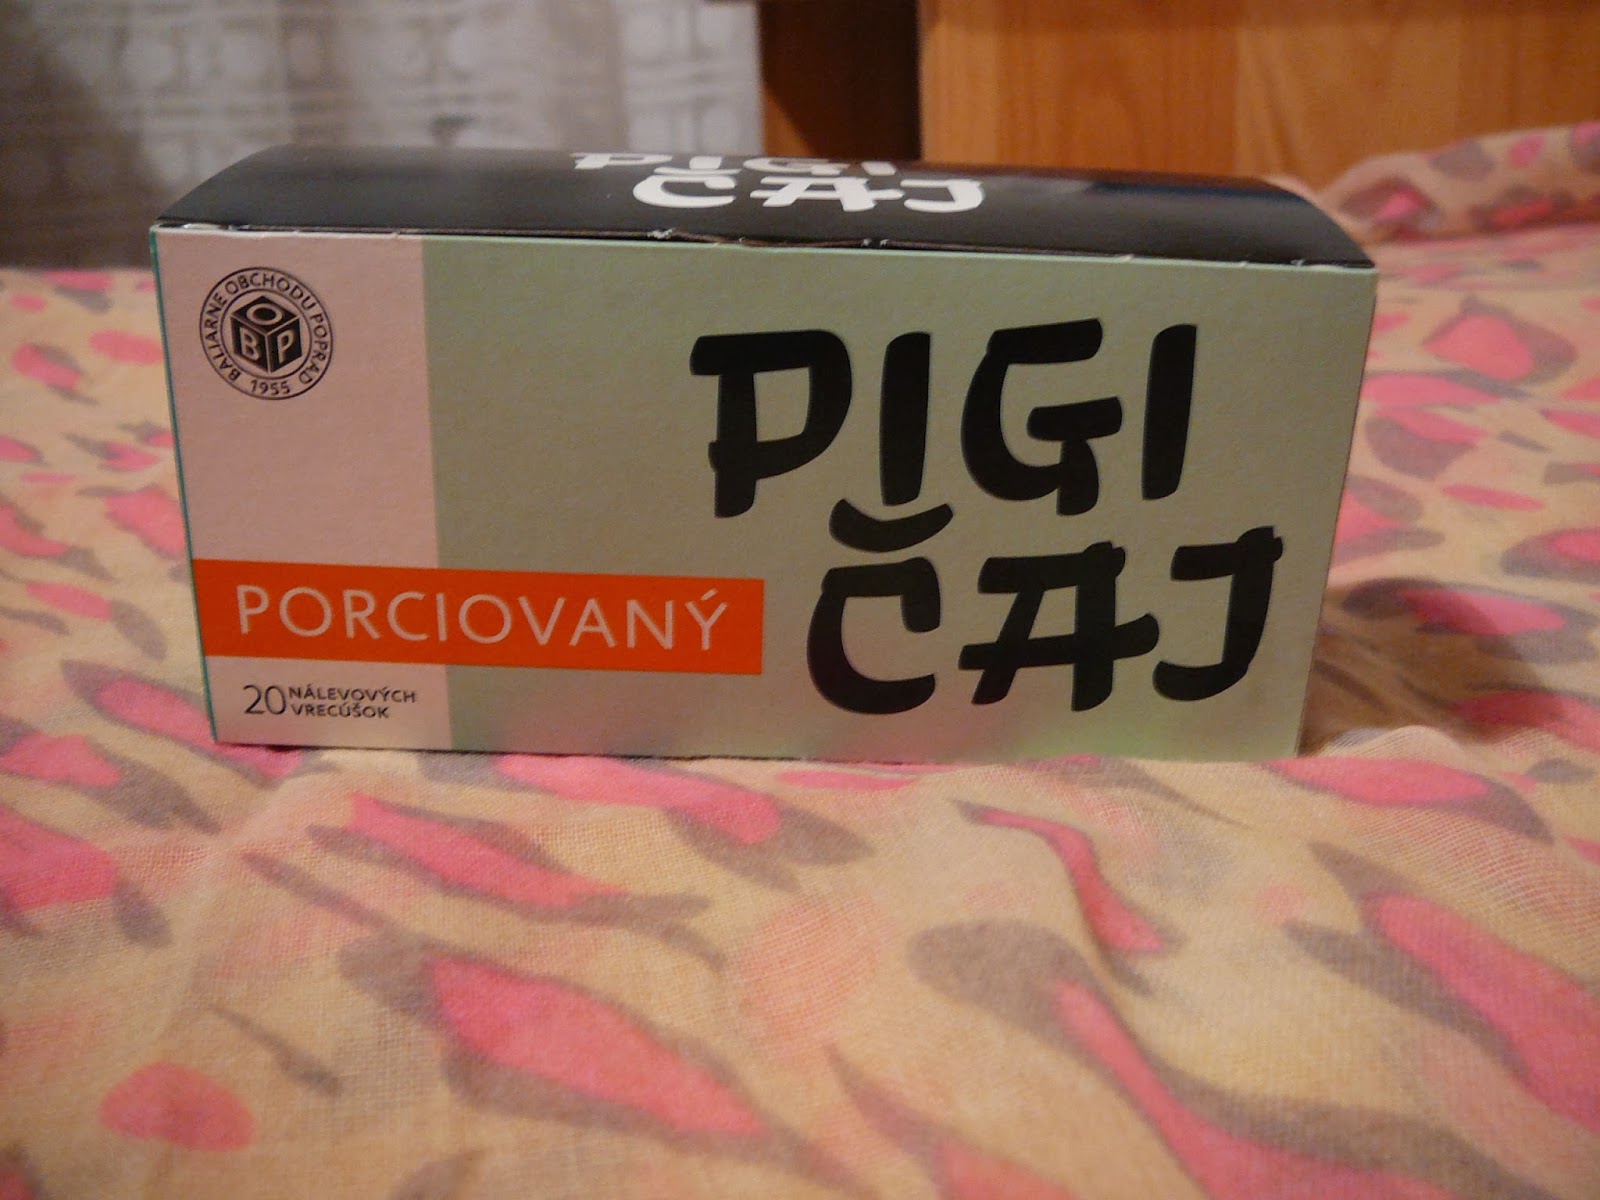 PIGI
ČAJ
BALIARNE OBCHODU POPRAD
1955
O
B P
PIGI
ČAJ
PORCIOVANÝ
20 NÁLEVOVÝCH
VRECÚŠOK